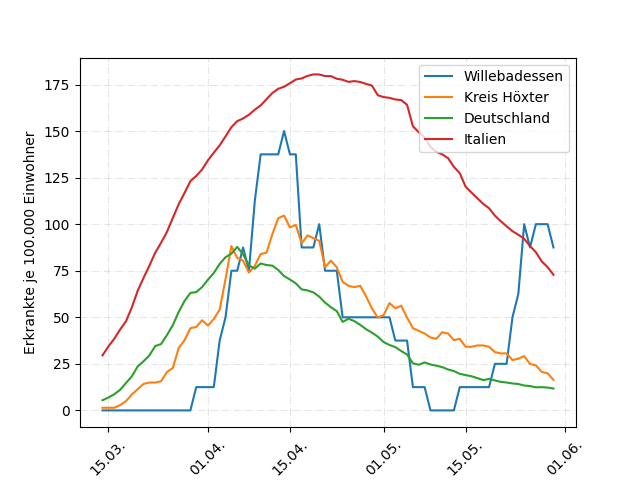 Willebadessen
Kreis Höxter
Deutschland
Italien
Erkrankte je 100.000 Einwohner
175
150
125
100
75
50
25
0
15.03.
01.04.
15.04.
01.05.
15.05.
01.06.